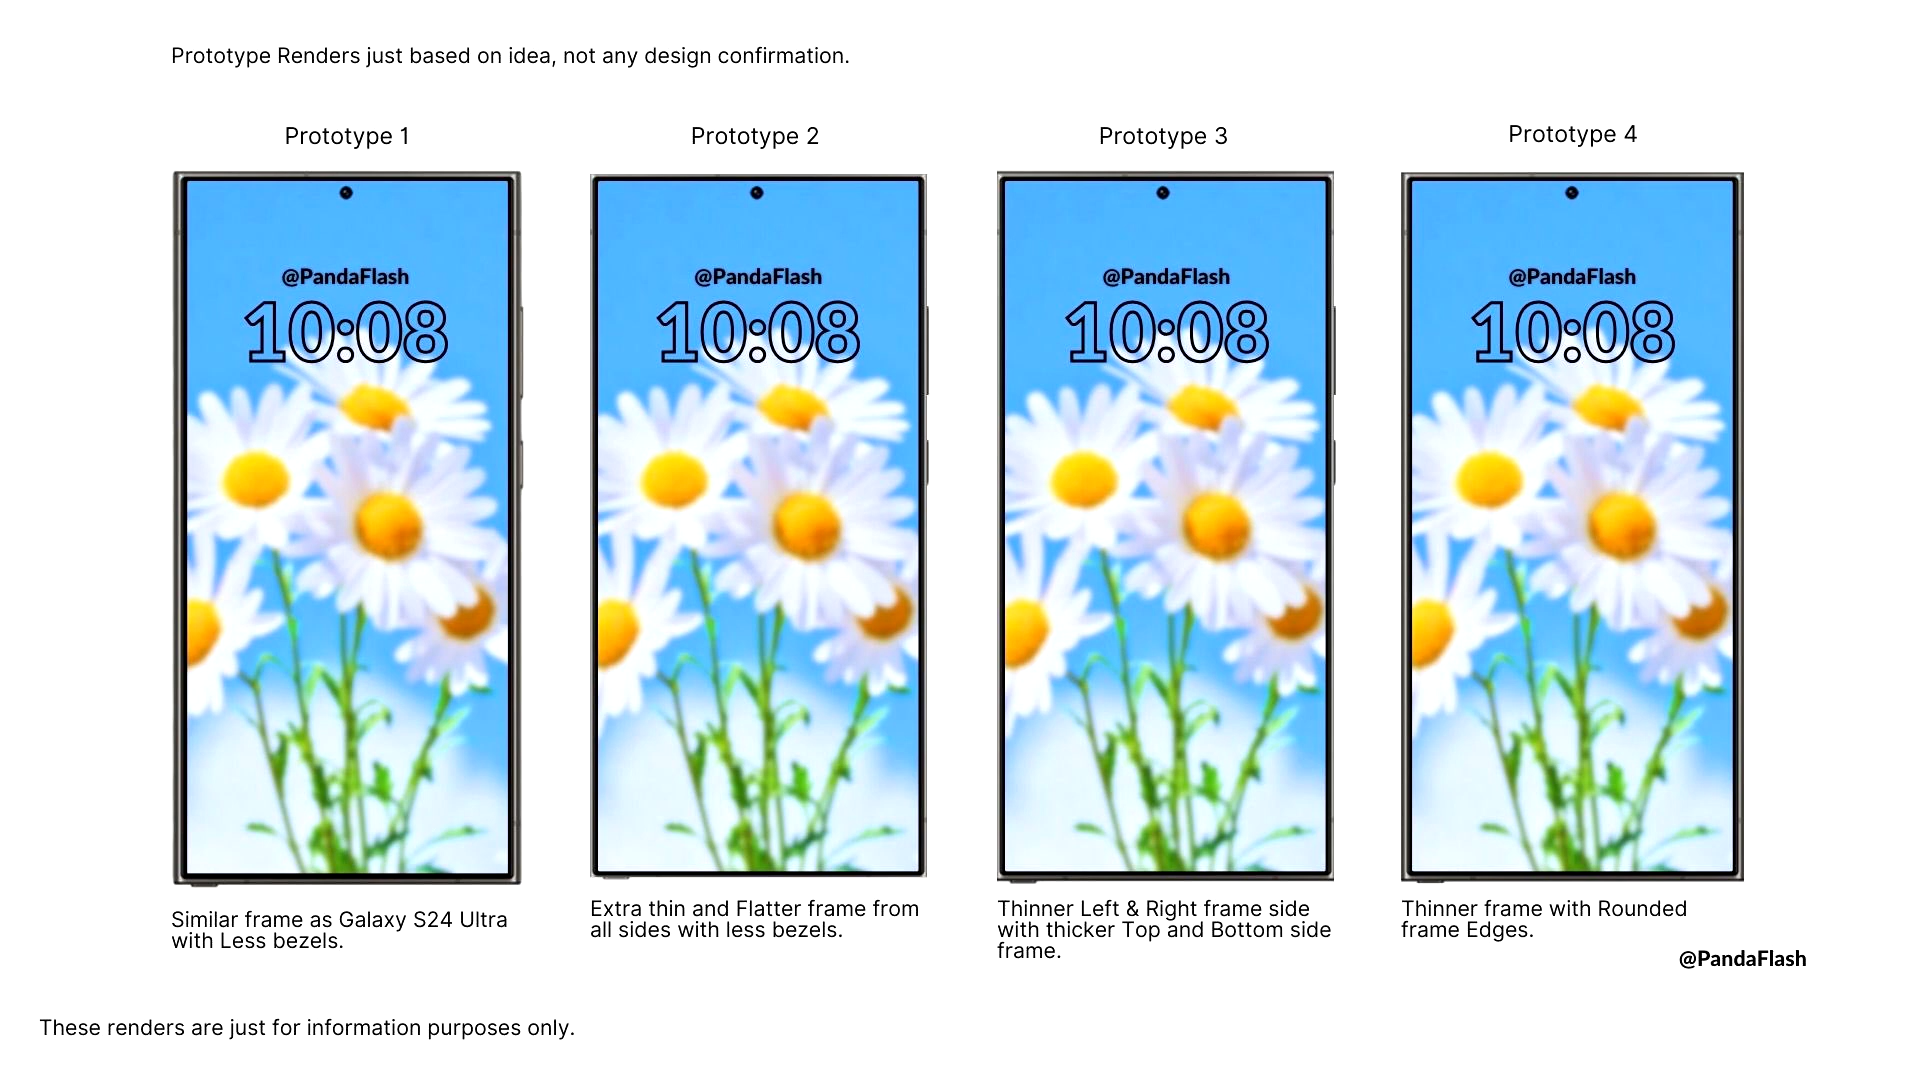 Prototype Renders just based on idea, not any design confirmation.
Prototype 1
Prototype 2
Prototype 3
Prototype 4
@PandaFlash
10:08
@PandaFlash
10:08
@PandaFlash
10:08
@PandaFlash
10:08
Similar frame as Galaxy S24 Ultra
with Less bezels.
Extra thin and Flatter frame from
all sides with less bezels.
Thinner Left & Right frame side
with thicker Top and Bottom side
frame.
Thinner frame with Rounded
frame Edges.
@PandaFlash
These renders are just for information purposes only.